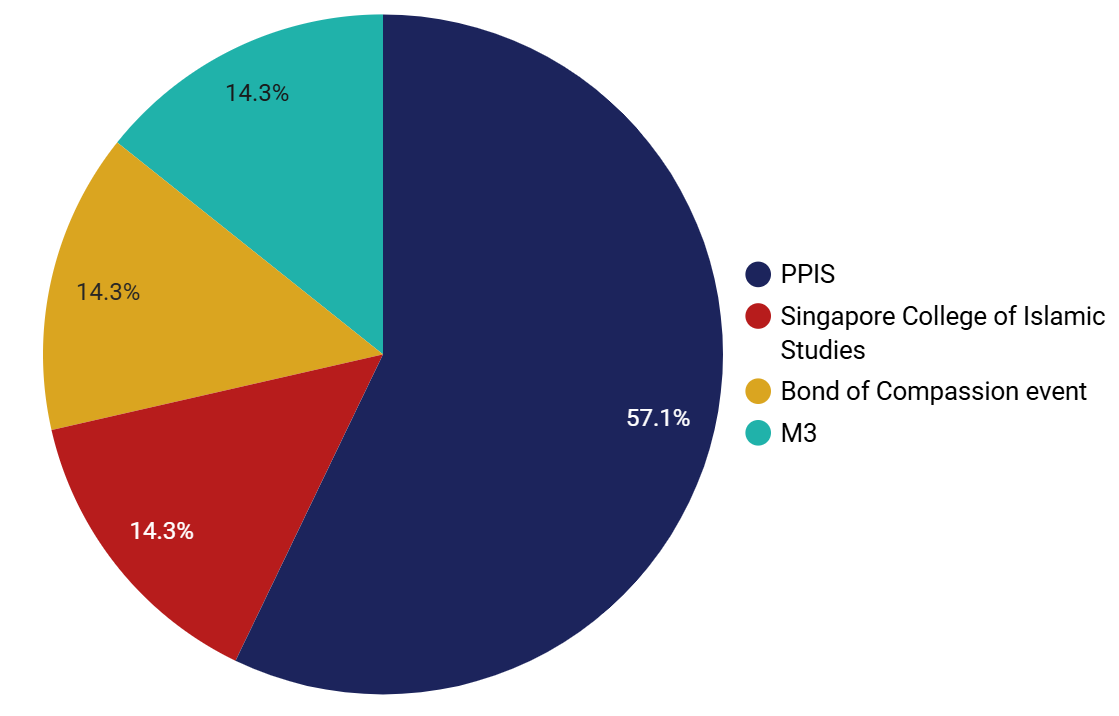 14.3%
14.3%
57.1%
14.3%
PPIS
Singapore College of Islamic
Studies
Bond of Compassion event
M3